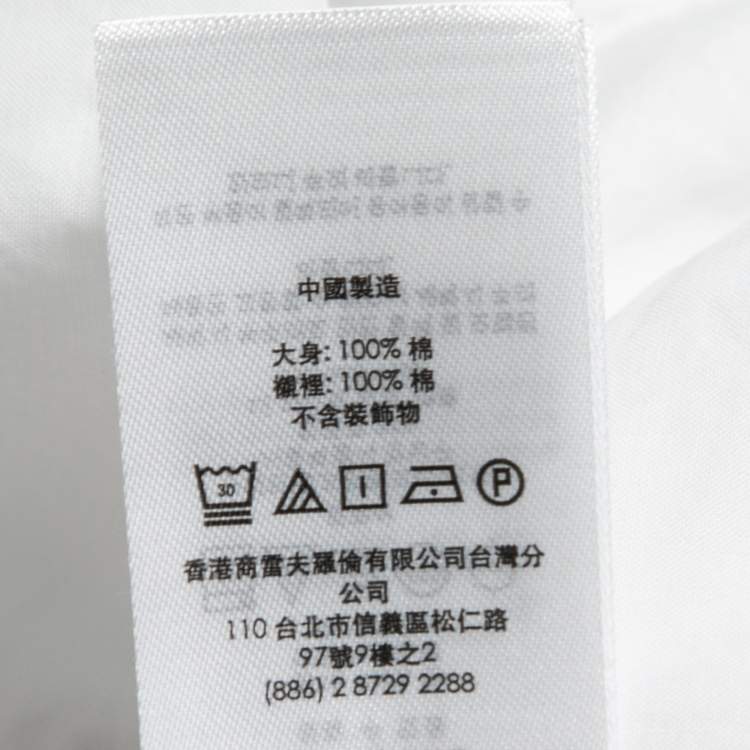 中國製造
大身: 100% 棉
襯裡: 100% 棉
不含裝飾物
30
P
香港商雷夫羅倫有限公司台灣分
公司
110 台北市信義區松仁路
97號9樓之2
(886) 2 8729 2288